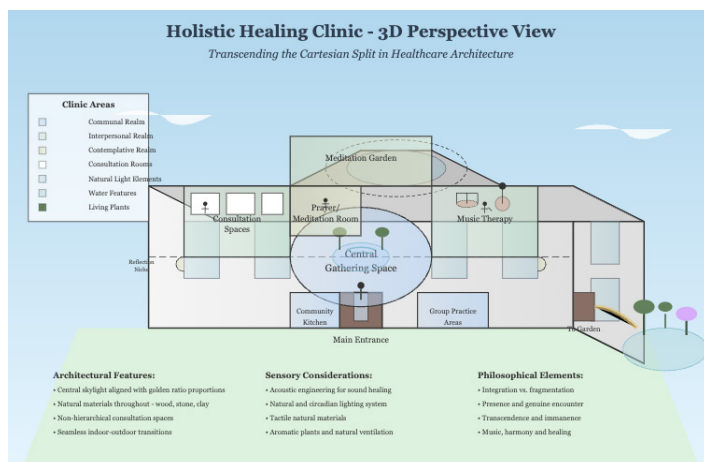 Holistic Healing Clinic - 3D Perspective View
Transcending the Cartesian Split in Healthcare Architecture
Clinic Areas
Communal Realm
Interpersonal Realm
Contemplative Realm
Consultation Rooms
Natural Light Elements
Water Features
Living Plants
Meditation Garden
Consultation
Spaces
Prayer/
Meditation Room
Music Therapy
Central
Gathering Space
Reflection
Niche
Community
Kitchen
Group Practice
Areas
To Garden
Main Entrance
Architectural Features:
• Central skylight aligned with golden ratio proportions
• Natural materials throughout - wood, stone, clay
• Non-hierarchical consultation spaces
• Seamless indoor-outdoor transitions
Sensory Considerations:
• Acoustic engineering for sound healing
• Natural and circadian lighting system
• Tactile natural materials
• Aromatic plants and natural ventilation
Philosophical Elements:
• Integration vs. fragmentation
• Presence and genuine encounter
• Transcendence and immanence
• Music, harmony and healing